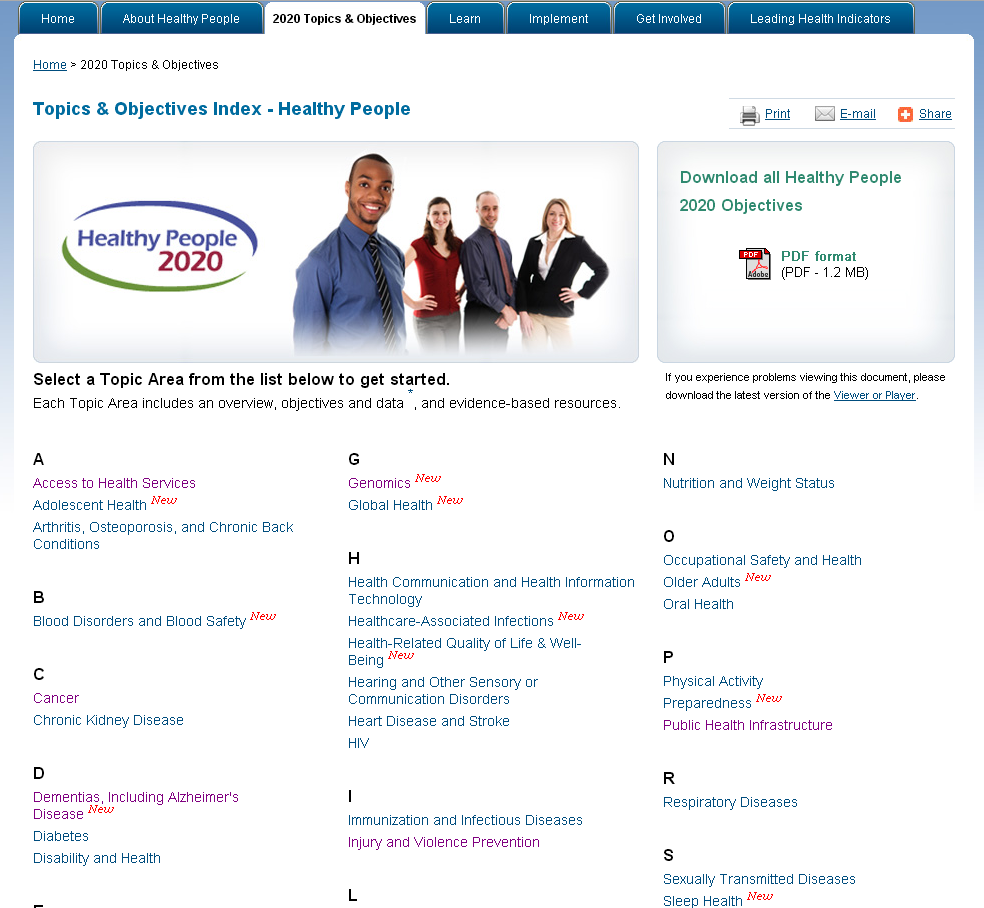 Home
About Healthy People
2020 Topics & Objectives
Learn
Implement
Get Involved
Leading Health Indicators
Home > 2020 Topics & Objectives
Topics & Objectives Index - Healthy People
Print
E-mail
Share
Healthy People
2020
Download all Healthy People
2020 Objectives
PDF
Adobe
PDF format
(PDF - 1.2 MB)
Select a Topic Area from the list below to get started.
Each Topic Area includes an overview, objectives and data *, and evidence-based resources.
If you experience problems viewing this document, please
download the latest version of the Viewer or Player.
A
Access to Health Services
Adolescent Health New
Arthritis, Osteoporosis, and Chronic Back
Conditions
B
Blood Disorders and Blood Safety New
C
Cancer
Chronic Kidney Disease
D
Dementias, Including Alzheimer's
Disease New
Diabetes
Disability and Health
G
Genomics New
Global Health New
H
Health Communication and Health Information
Technology
Healthcare-Associated Infections New
Health-Related Quality of Life & Well-
Being New
Hearing and Other Sensory or
Communication Disorders
Heart Disease and Stroke
HIV
I
Immunization and Infectious Diseases
Injury and Violence Prevention
L
N
Nutrition and Weight Status
O
Occupational Safety and Health
Older Adults New
Oral Health
P
Physical Activity
Preparedness New
Public Health Infrastructure
R
Respiratory Diseases
S
Sexually Transmitted Diseases
Sleep Health New